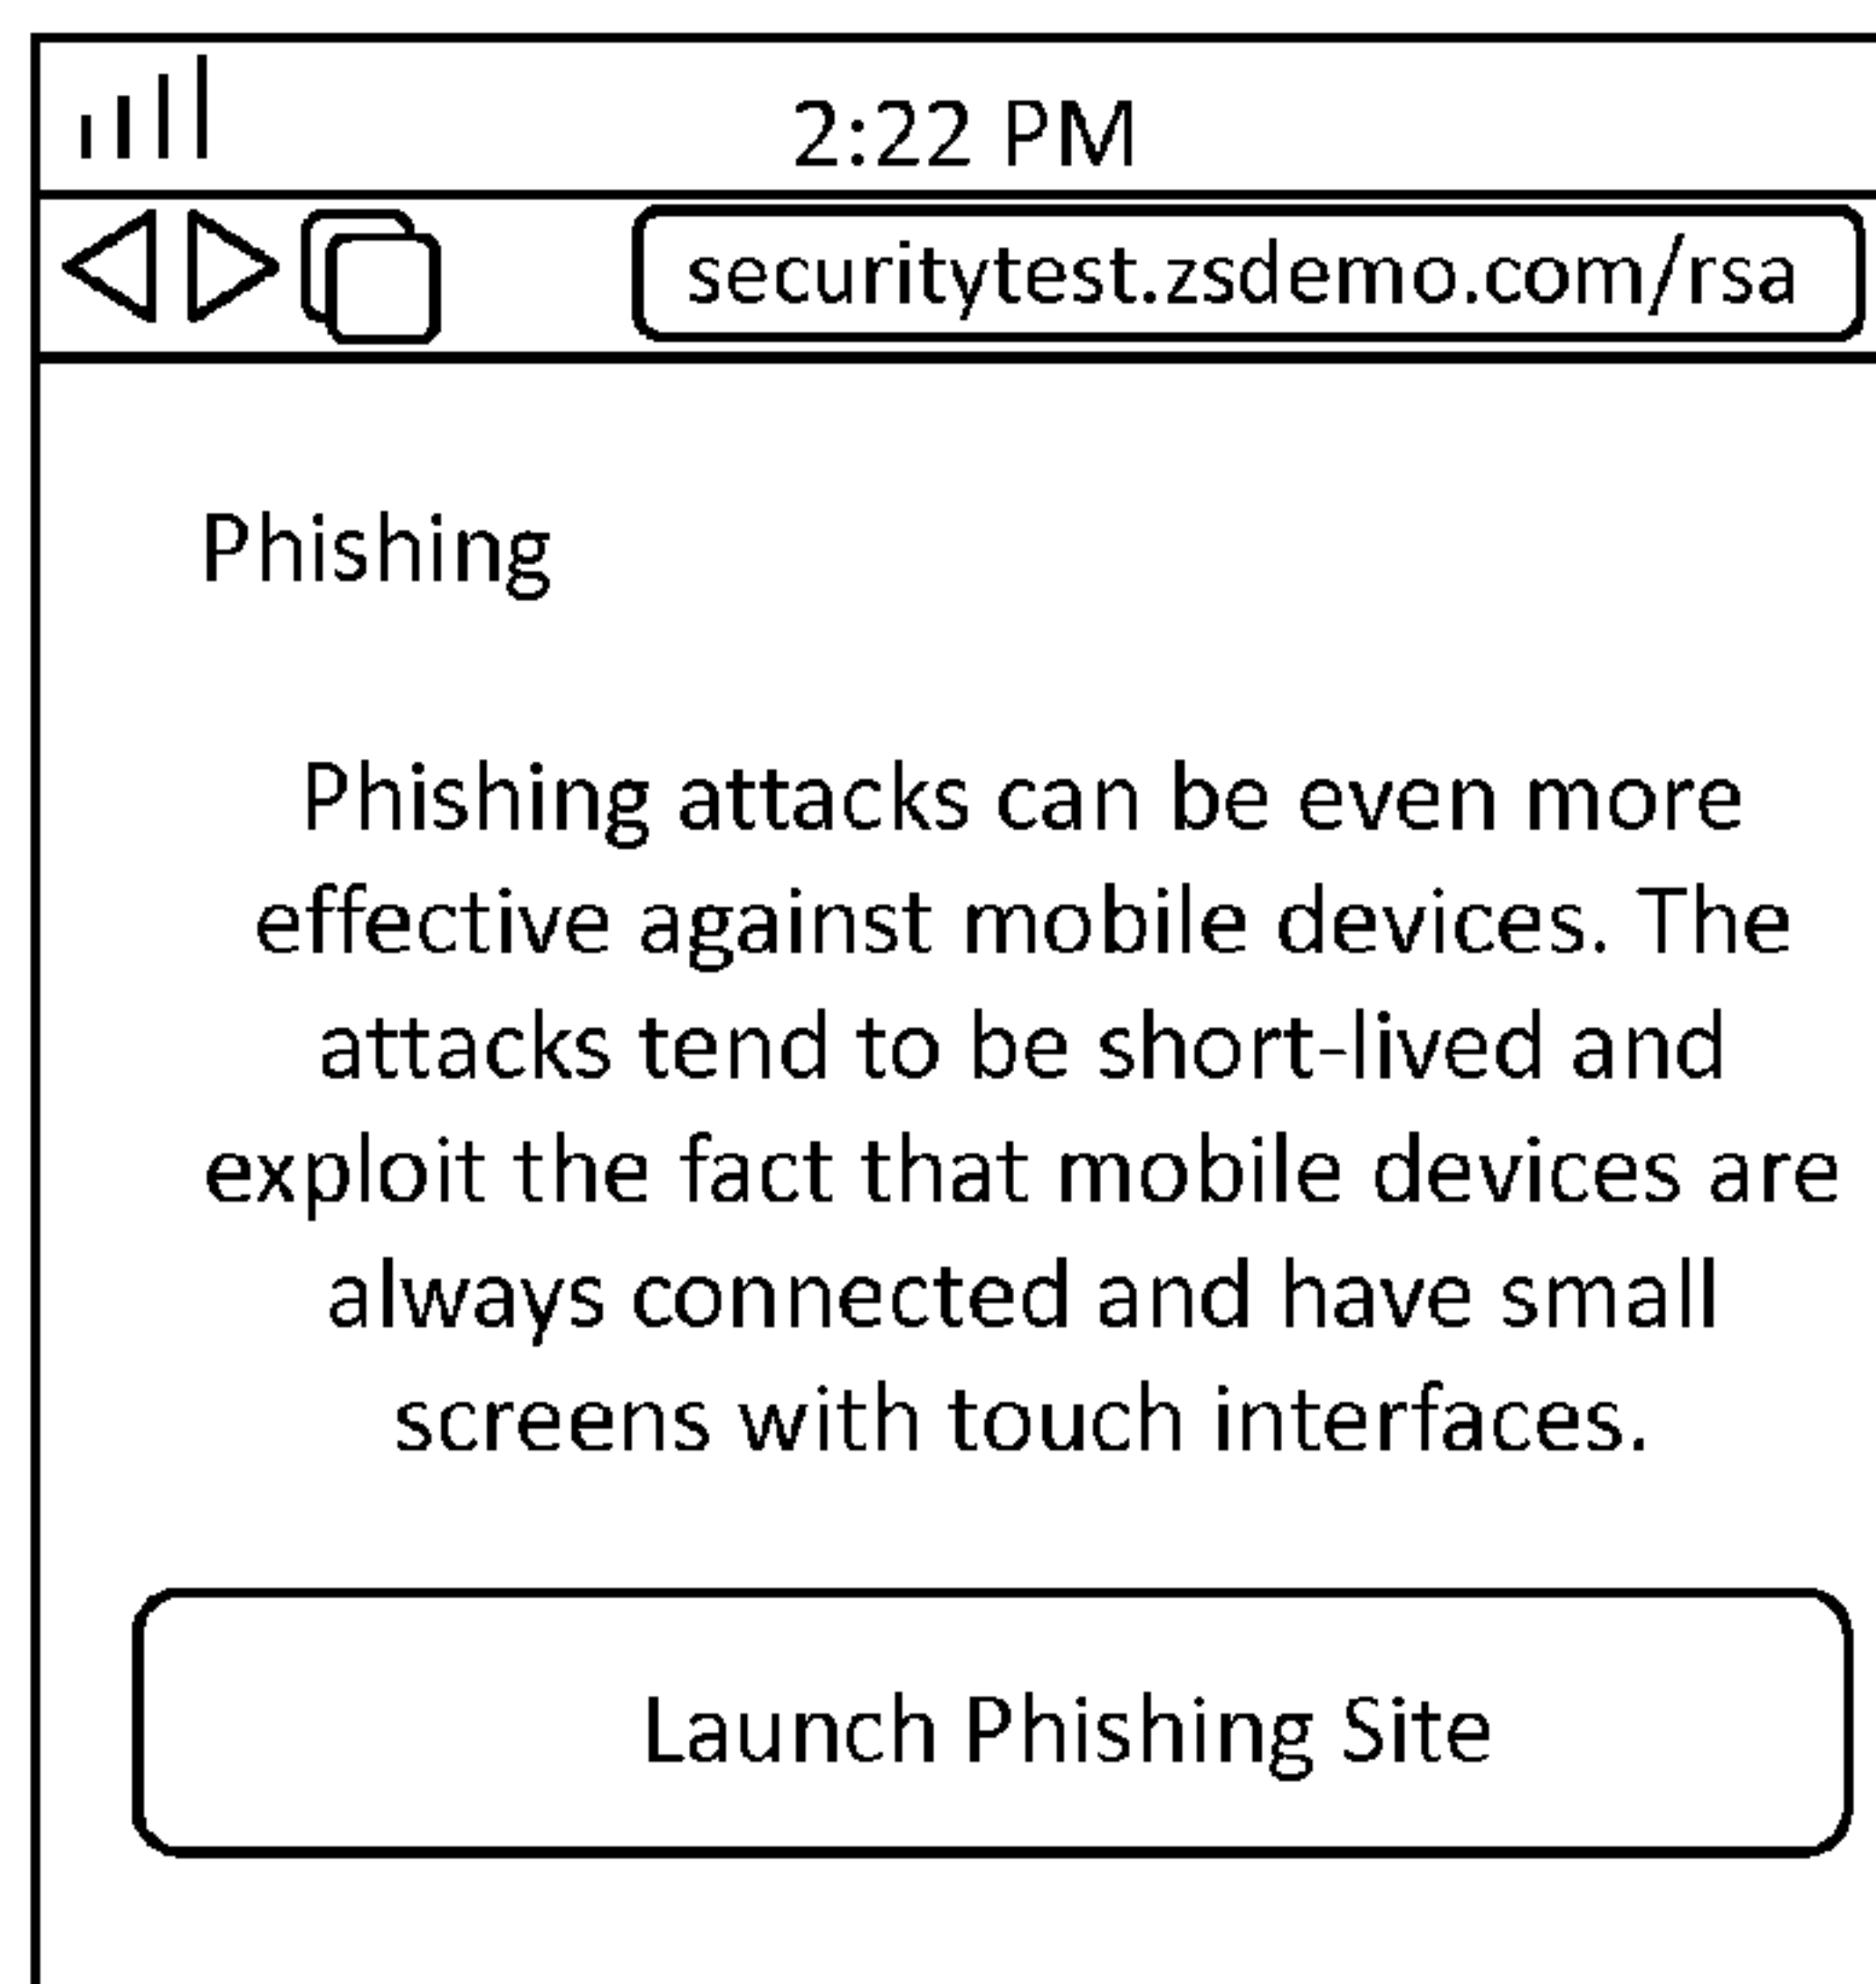 2:22 PM
securitytest.zsdemo.com/rsa
Phishing
Phishing attacks can be even more
effective against mobile devices. The
attacks tend to be short-lived and
exploit the fact that mobile devices are
always connected and have small
screens with touch interfaces.
Launch Phishing Site